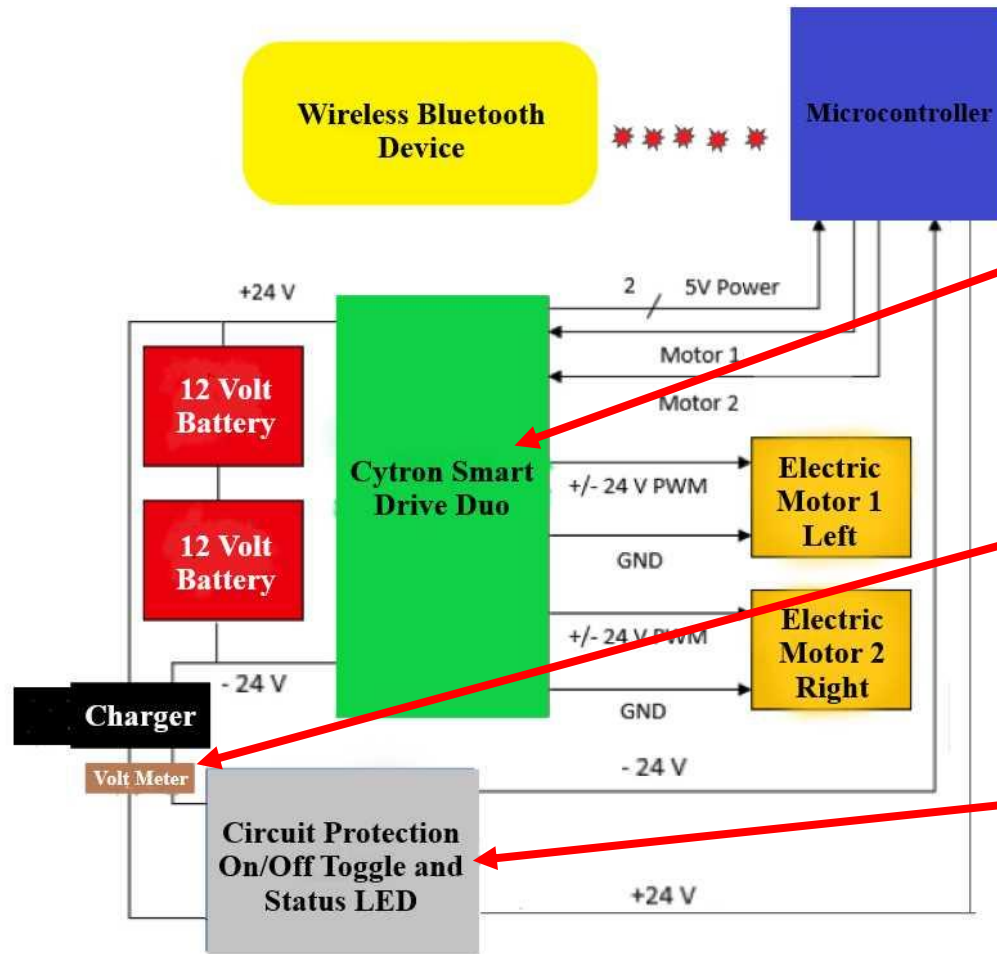 Wireless Bluetooth
Device
Microcontroller
+24 V
2
5V Power
Motor 1
Motor 2
12 Volt
Battery
12 Volt
Battery
Cytron Smart
Drive Duo
+/- 24 V PWM
GND
Electric
Motor 1
Left
+/- 24 V PWM
GND
Electric
Motor 2
Right
- 24 V
Charger
Volt Meter
- 24 V
Circuit Protection
On/Off Toggle and
Status LED
+24 V